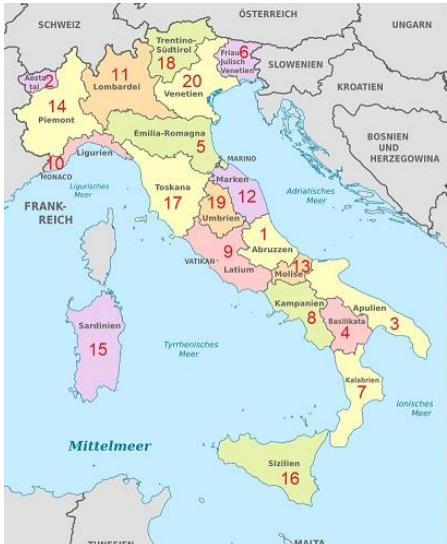 SCHWEIZ
ÖSTERREICH
UNGARN
Trentino-
Südtirol
18
Friaul
Julisch
Venetien
6
SLOWENIEN
Aosta
tal
2
11
Lombardei
20
Venetien
KROATIEN
14
Piemont
Emilia-Romagna
5
BOSNIEN
UND
HERZEGOWINA
10
Ligurien
MONACO
Ligurisches
Meer
MARINO
Marken
12
Adriatisches
Meer
FRANK-
REICH
Toskana
17
19
Umbrien
1
Abruzzen
VATIKAN
9
Latium
13
Molise
Kampanien
8
Apulien
3
Basilikata
4
Sardinien
15
Tyrrhenisches
Meer
Kalabrien
7
Ionisches
Meer
Mittelmeer
Sizilien
16
TUNESIEN
MALTA